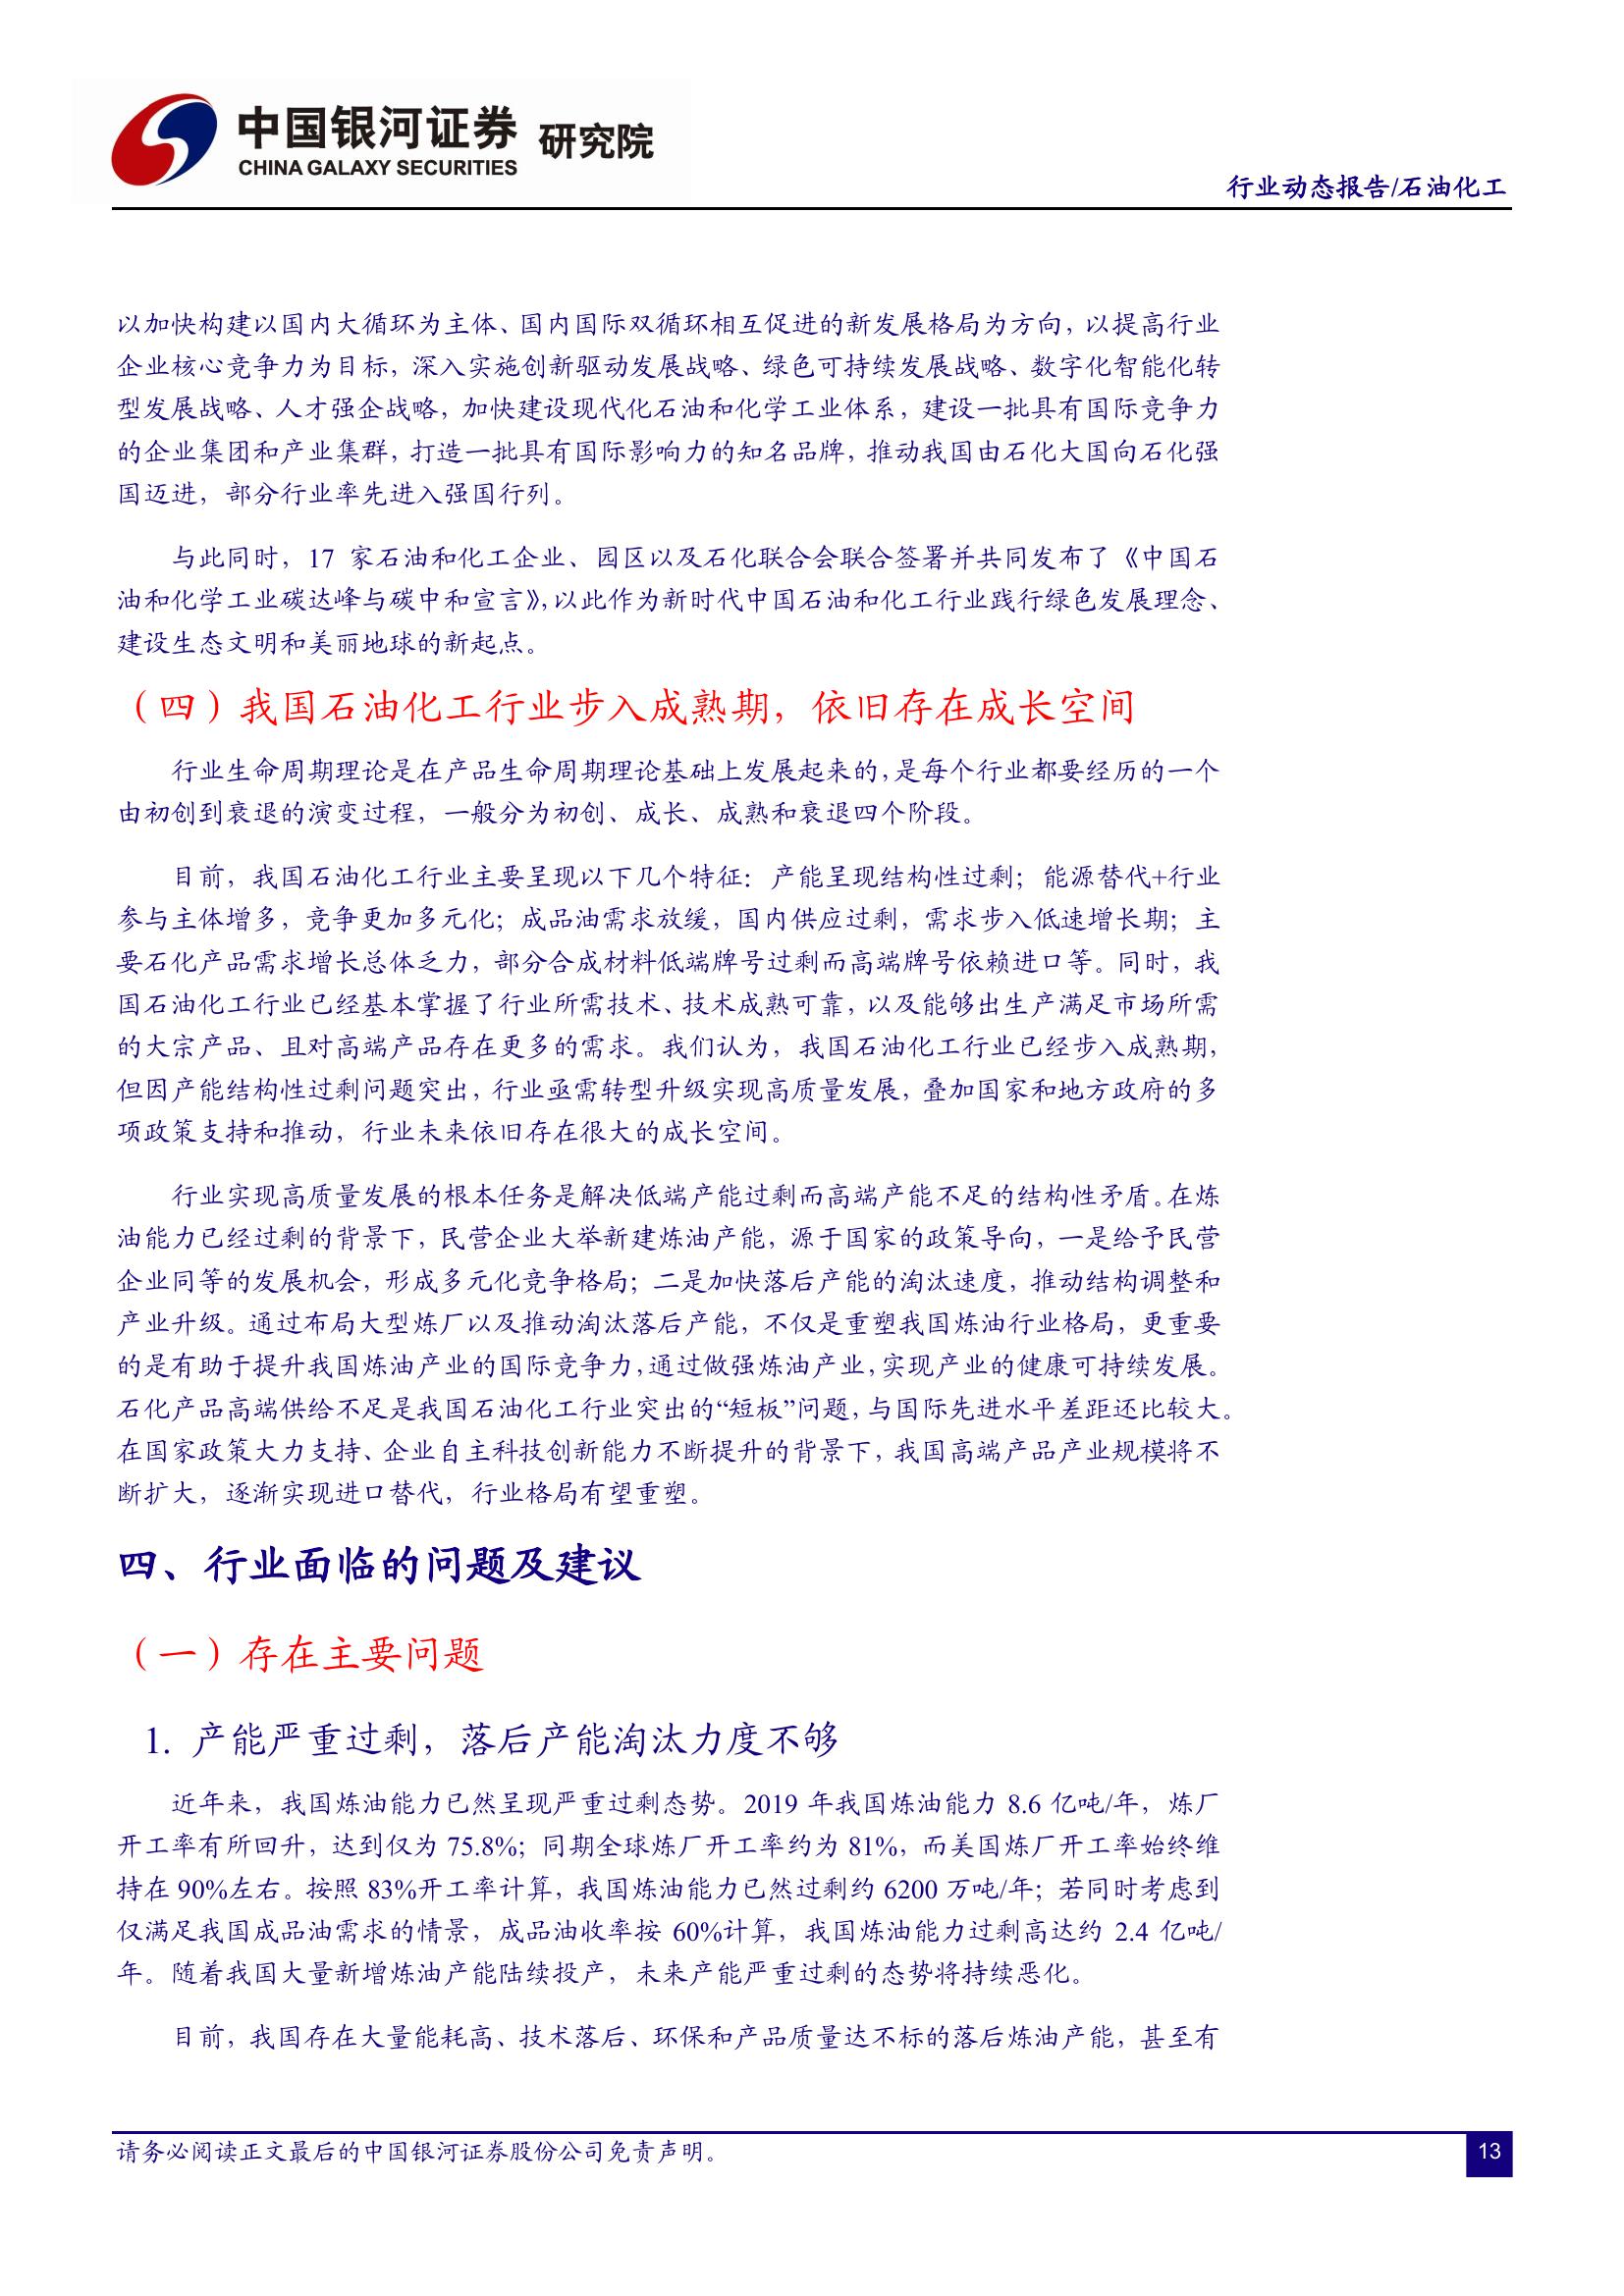 中国银河证券 研究院
CHINA GALAXY SECURITIES
行业动态报告/石油化工
以加快构建以国内大循环为主体、国内国际双循环相互促进的新发展格局为方向，以提高行业
企业核心竞争力为目标，深入实施创新驱动发展战略、绿色可持续发展战略、数字化智能化转
型发展战略、人才强企战略，加快建设现代化石油和化学工业体系，建设一批具有国际竞争力
的企业集团和产业集群，打造一批具有国际影响力的知名品牌，推动我国由石化大国向石化强
国迈进，部分行业率先进入强国行列。
与此同时，17 家石油和化工企业、园区以及石化联合会联合签署并共同发布了《中国石
油和化学工业碳达峰与碳中和宣言》，以此作为新时代中国石油和化工行业践行绿色发展理念、
建设生态文明和美丽地球的新起点。
（四）我国石油化工行业步入成熟期，依旧存在成长空间
行业生命周期理论是在产品生命周期理论基础上发展起来的，是每个行业都要经历的一个
由初创到衰退的演变过程，一般分为初创、成长、成熟和衰退四个阶段。
目前，我国石油化工行业主要呈现以下几个特征：产能呈现结构性过剩；能源替代+行业
参与主体增多，竞争更加多元化；成品油需求放缓，国内供应过剩，需求步入低速增长期；主
要石化产品需求增长总体乏力，部分合成材料低端牌号过剩而高端牌号依赖进口等。同时，我
国石油化工行业已经基本掌握了行业所需技术、技术成熟可靠，以及能够出生产满足市场所需
的大宗产品、且对高端产品存在更多的需求。我们认为，我国石油化工行业已经步入成熟期，
但因产能结构性过剩问题突出，行业亟需转型升级实现高质量发展，叠加国家和地方政府的多
项政策支持和推动，行业未来依旧存在很大的成长空间。
行业实现高质量发展的根本任务是解决低端产能过剩而高端产能不足的结构性矛盾。在炼
油能力已经过剩的背景下，民营企业大举新建炼油产能，源于国家的政策导向，一是给予民营
企业同等的发展机会，形成多元化竞争格局；二是加快落后产能的淘汰速度，推动结构调整和
产业升级。通过布局大型炼厂以及推动淘汰落后产能，不仅是重塑我国炼油行业格局，更重要
的是有助于提升我国炼油产业的国际竞争力，通过做强炼油产业，实现产业的健康可持续发展。
石化产品高端供给不足是我国石油化工行业突出的“短板”问题，与国际先进水平差距还比较大。
在国家政策大力支持、企业自主科技创新能力不断提升的背景下，我国高端产品产业规模将不
断扩大，逐渐实现进口替代，行业格局有望重塑。
四、行业面临的问题及建议
（一）存在主要问题
1. 产能严重过剩，落后产能淘汰力度不够
近年来，我国炼油能力已然呈现严重过剩态势。2019 年我国炼油能力 8.6 亿吨/年，炼厂
开工率有所回升，达到仅为 75.8%；同期全球炼厂开工率约为 81%，而美国炼厂开工率始终维
持在 90%左右。按照 83%开工率计算，我国炼油能力已然过剩约 6200 万吨/年；若同时考虑到
仅满足我国成品油需求的情景，成品油收率按 60%计算，我国炼油能力过剩高达约 2.4 亿吨/
年。随着我国大量新增炼油产能陆续投产，未来产能严重过剩的态势将持续恶化。
目前，我国存在大量能耗高、技术落后、环保和产品质量达不标的落后炼油产能，甚至有
请务必阅读正文最后的中国银河证券股份公司免责声明。
13